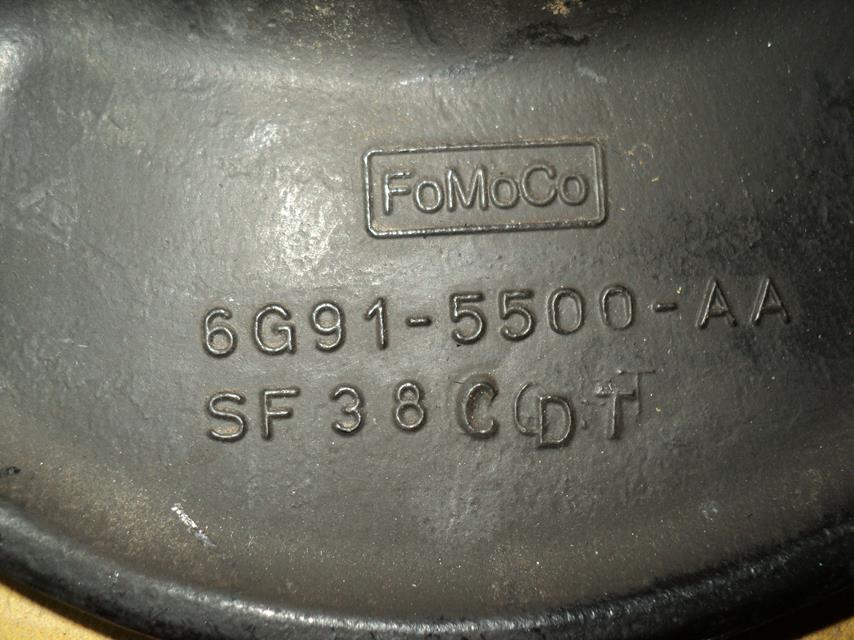 FoMoCo
6G91-5500-AA
SF 38 C D T